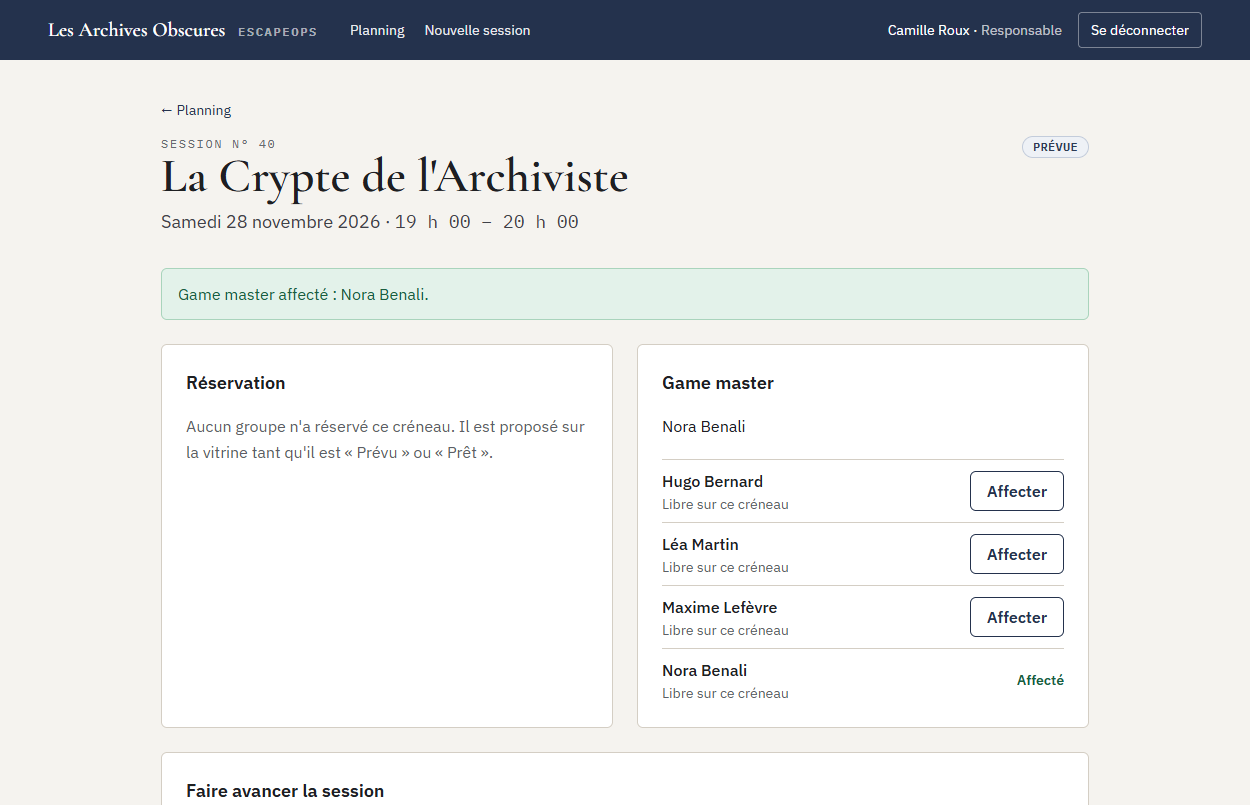 Les Archives Obscures ESCAPEOPS Planning Nouvelle session Camille Roux · Responsable Se déconnecter
← Planning
SESSION N° 40
PRÉVUE
La Crypte de l'Archiviste
Samedi 28 novembre 2026 · 19 h 00 – 20 h 00
Game master affecté : Nora Benali.
Réservation
Aucun groupe n'a réservé ce créneau. Il est proposé sur
la vitrine tant qu'il est « Prévu » ou « Prêt ».
Game master
Nora Benali
Hugo Bernard
Libre sur ce créneau
Affecter
Léa Martin
Libre sur ce créneau
Affecter
Maxime Lefèvre
Libre sur ce créneau
Affecter
Nora Benali
Libre sur ce créneau
Affecté
Faire avancer la session